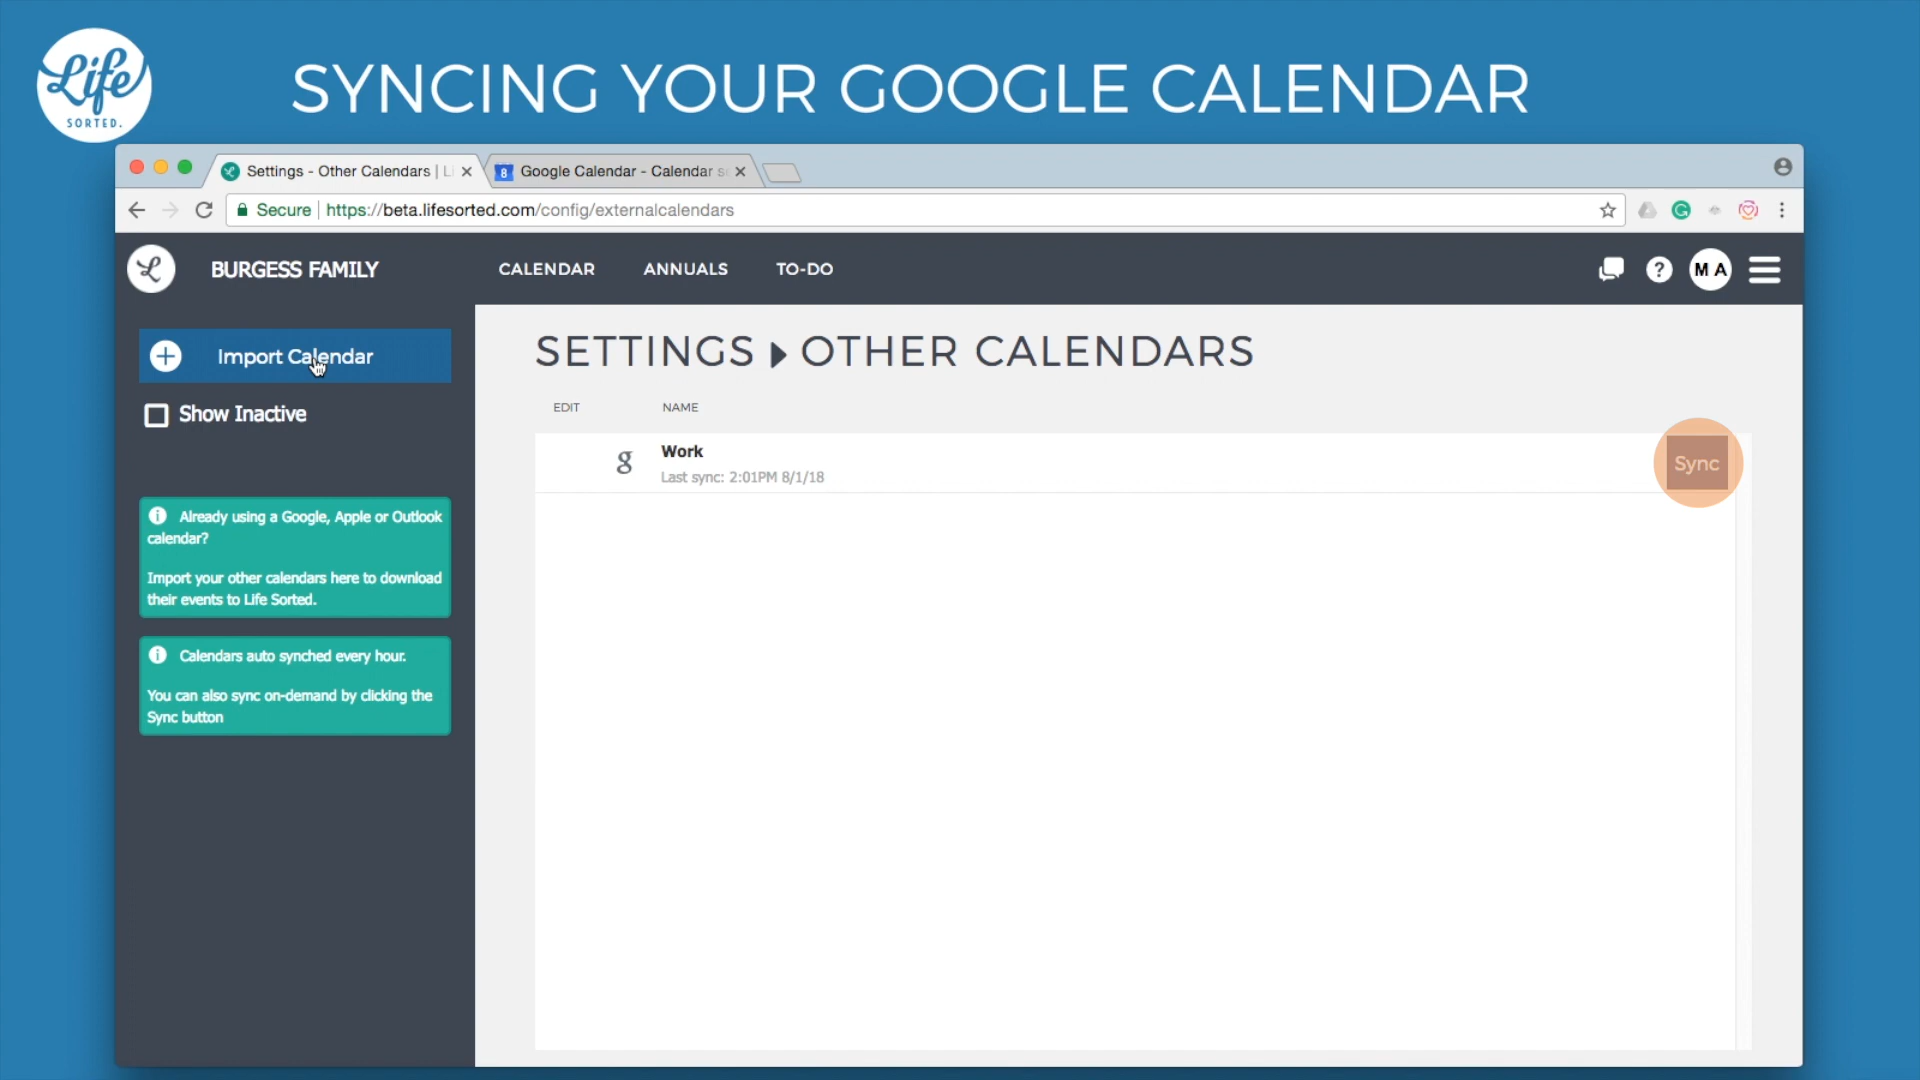 Life
SORTED.
SYNCING YOUR GOOGLE CALENDAR
Settings - Other Calendars | Li
8
Google Calendar - Calendar s
Secure
https://beta.lifesorted.com/config/externalcalendars
L
BURGESS FAMILY
CALENDAR
ANNUALS
TO-DO
?
M A
Import Calendar
Show Inactive
Already using a Google, Apple or Outlook
calendar?
Import your other calendars here to download
their events to Life Sorted.
Calendars auto synched every hour.
You can also sync on-demand by clicking the
Sync button
SETTINGS OTHER CALENDARS
EDIT
NAME
g
Work
Last sync: 2:01PM 8/1/18
Sync